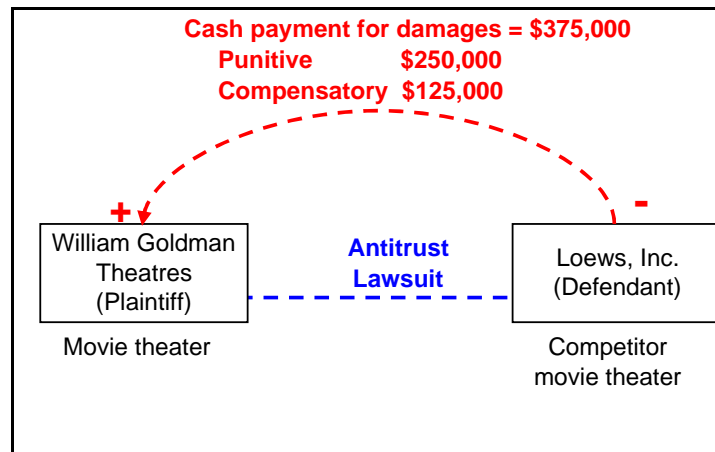 Cash payment for damages = $375,000
Punitive $250,000
Compensatory $125,000
+
-
William Goldman
Theatres
(Plaintiff)
Antitrust
Lawsuit
Loews, Inc.
(Defendant)
Movie theater
Competitor
movie theater